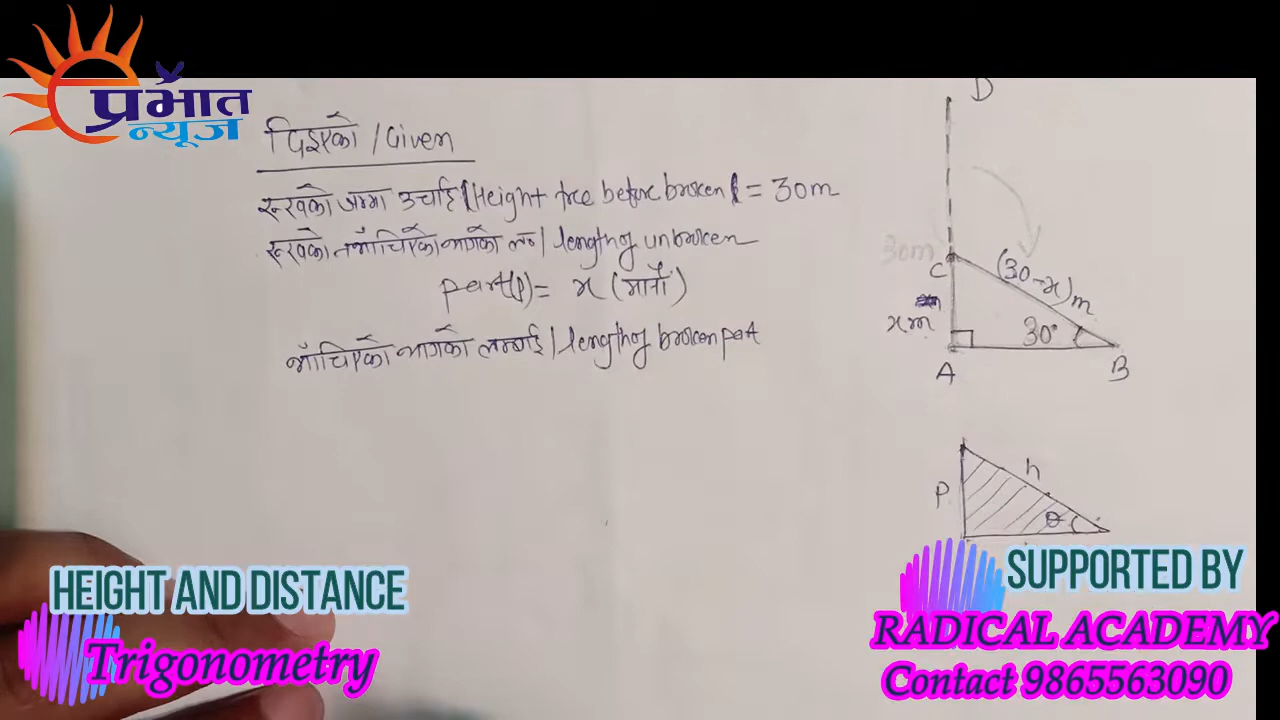 प्रभात
न्यूज
दिइएको / Given
रूखको जम्मा उचाई / Height tree before broken = 30m
रूखको नभाँचिएको भागको ल० / length of unbroken
part (p) = x (मानौं)
भाँचिएको भागको लम्बाई / length of broken part
D
30m
C
(30-x)m
xm
30°
A
B
h
P
θ
HEIGHT AND DISTANCE
Trigonometry
SUPPORTED BY
RADICAL ACADEMY
Contact 9865563090